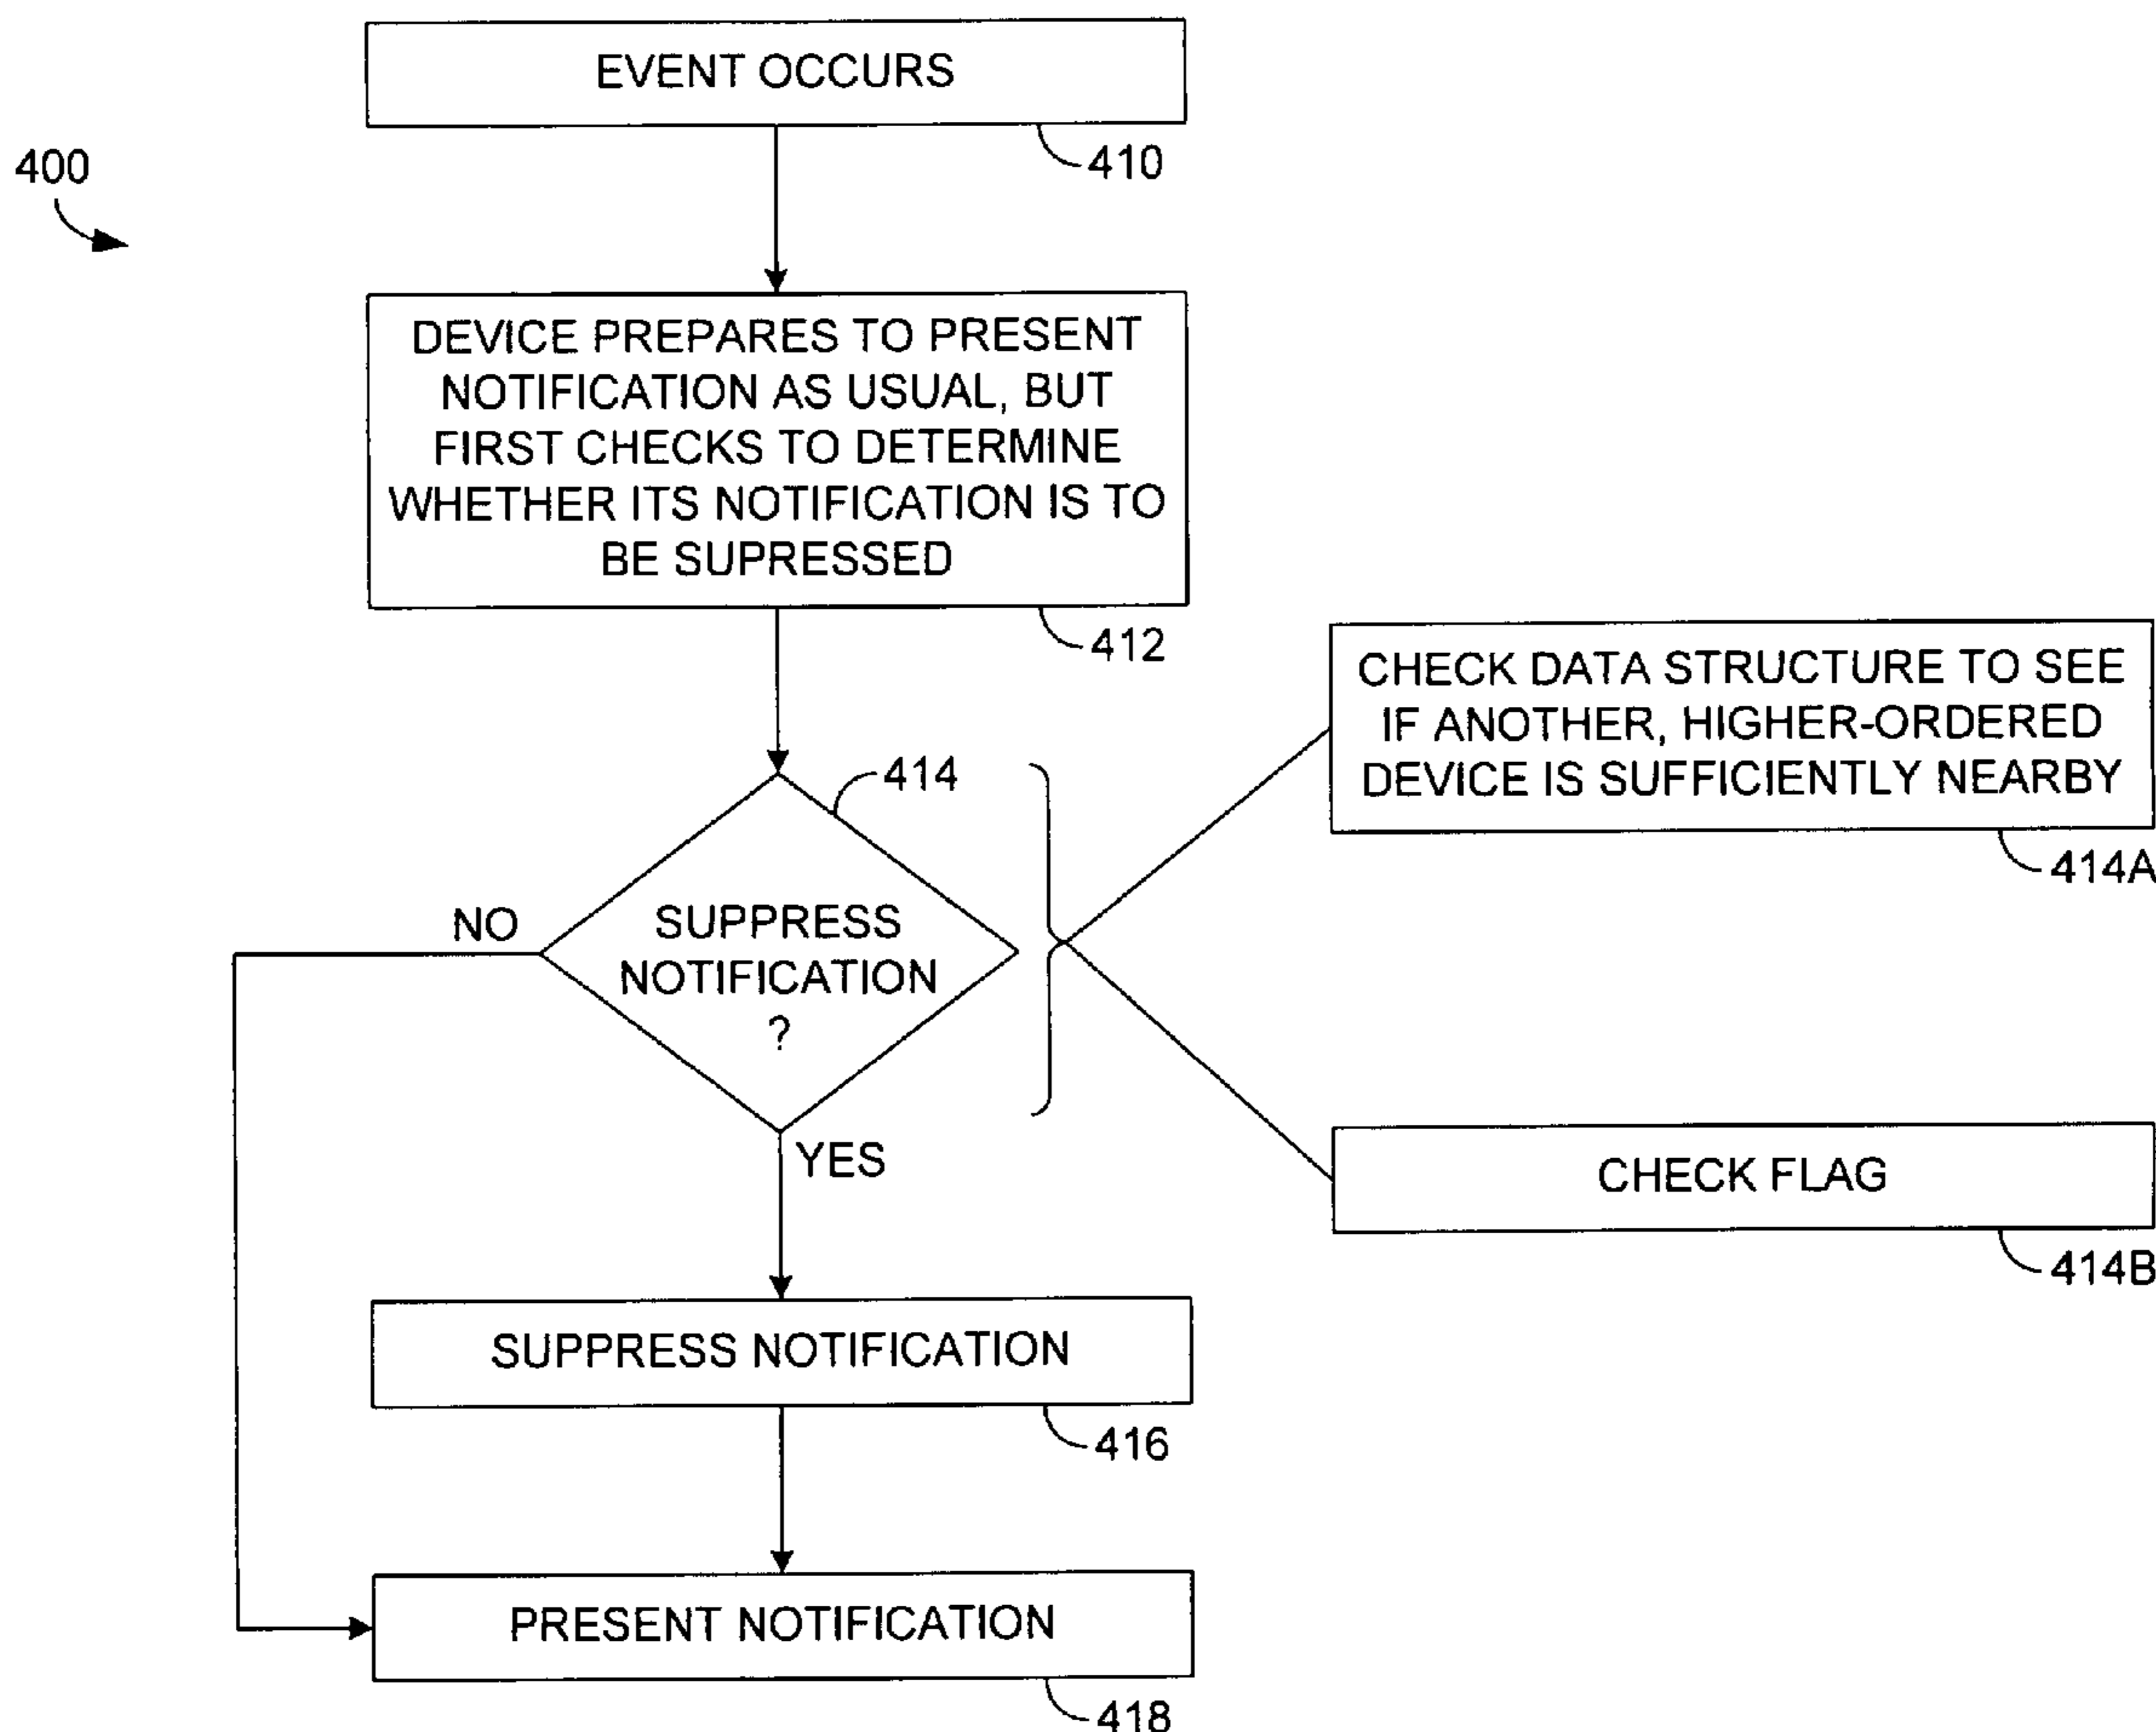 EVENT OCCURS
410
400
DEVICE PREPARES TO PRESENT
NOTIFICATION AS USUAL, BUT
FIRST CHECKS TO DETERMINE
WHETHER ITS NOTIFICATION IS TO
BE SUPRESSED
412
CHECK DATA STRUCTURE TO SEE
IF ANOTHER, HIGHER-ORDERED
DEVICE IS SUFFICIENTLY NEARBY
414A
414
NO
SUPPRESS
NOTIFICATION
?
YES
CHECK FLAG
414B
SUPPRESS NOTIFICATION
416
PRESENT NOTIFICATION
418